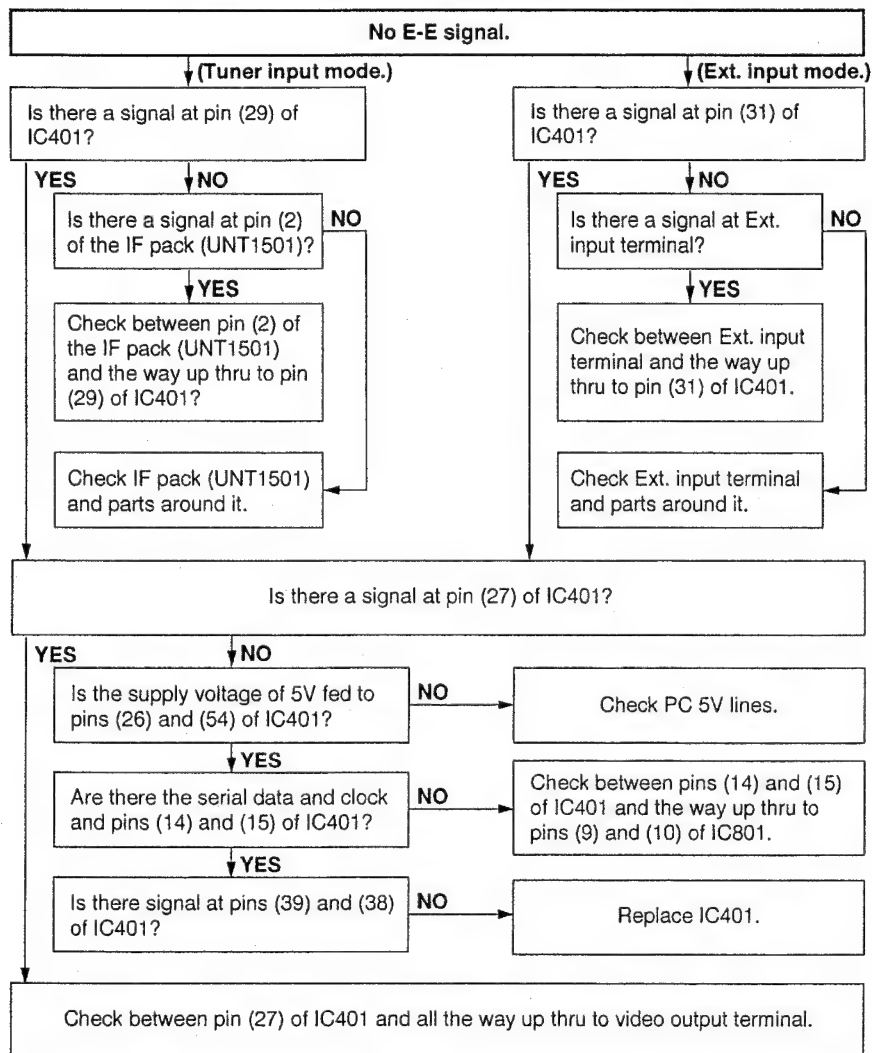 No E-E signal.
(Tuner input mode.)
(Ext. input mode.)
Is there a signal at pin (29) of
IC401?
Is there a signal at pin (31) of
IC401?
YES
NO
YES
NO
Is there a signal at pin (2)
of the IF pack (UNT1501)?
NO
Is there a signal at Ext.
input terminal?
NO
YES
YES
Check between pin (2) of
the IF pack (UNT1501)
and the way up thru to pin
(29) of IC401?
Check between Ext. input
terminal and the way up
thru to pin (31) of IC401.
Check IF pack (UNT1501)
and parts around it.
Check Ext. input terminal
and parts around it.
Is there a signal at pin (27) of IC401?
YES
NO
Is the supply voltage of 5V fed to
pins (26) and (54) of IC401?
NO
Check PC 5V lines.
YES
Are there the serial data and clock
and pins (14) and (15) of IC401?
NO
Check between pins (14) and (15)
of IC401 and the way up thru to
pins (9) and (10) of IC801.
YES
Is there signal at pins (39) and (38)
of IC401?
NO
Replace IC401.
Check between pin (27) of IC401 and all the way up thru to video output terminal.